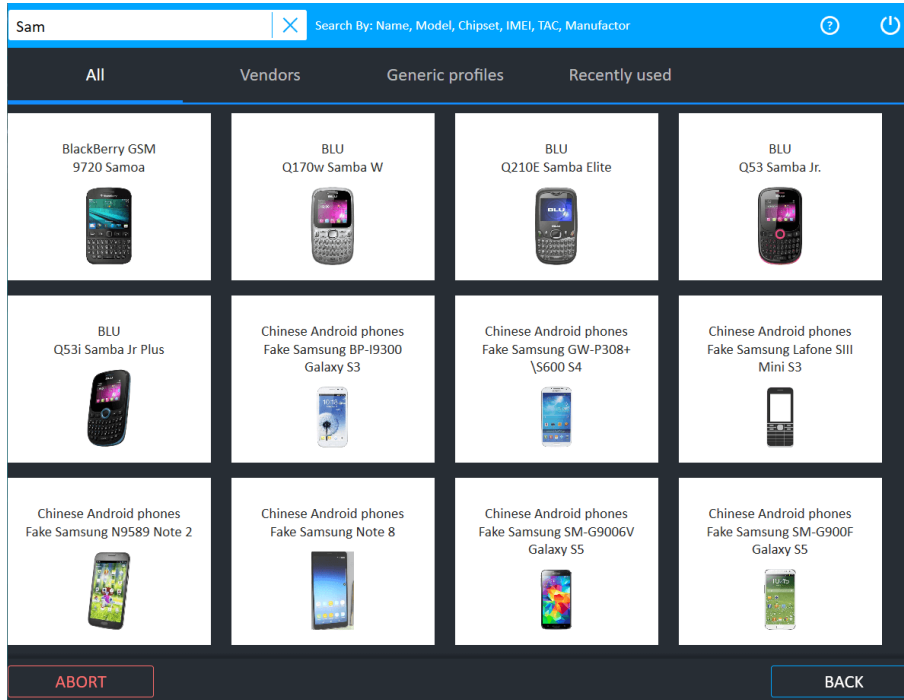 Sam
Search By: Name, Model, Chipset, IMEI, TAC, Manufactor
All
Vendors
Generic profiles
Recently used
BlackBerry GSM
9720 Samoa
BLU
Q170w Samba W
BLU
Q210E Samba Elite
BLU
Q53 Samba Jr.
BLU
Q53i Samba Jr Plus
Chinese Android phones
Fake Samsung BP-I9300
Galaxy S3
Chinese Android phones
Fake Samsung GW-P308+
\S600 S4
Chinese Android phones
Fake Samsung Lafone SIII
Mini S3
Chinese Android phones
Fake Samsung N9589 Note 2
Chinese Android phones
Fake Samsung Note 8
Chinese Android phones
Fake Samsung SM-G9006V
Galaxy S5
Chinese Android phones
Fake Samsung SM-G900F
Galaxy S5
ABORT
BACK